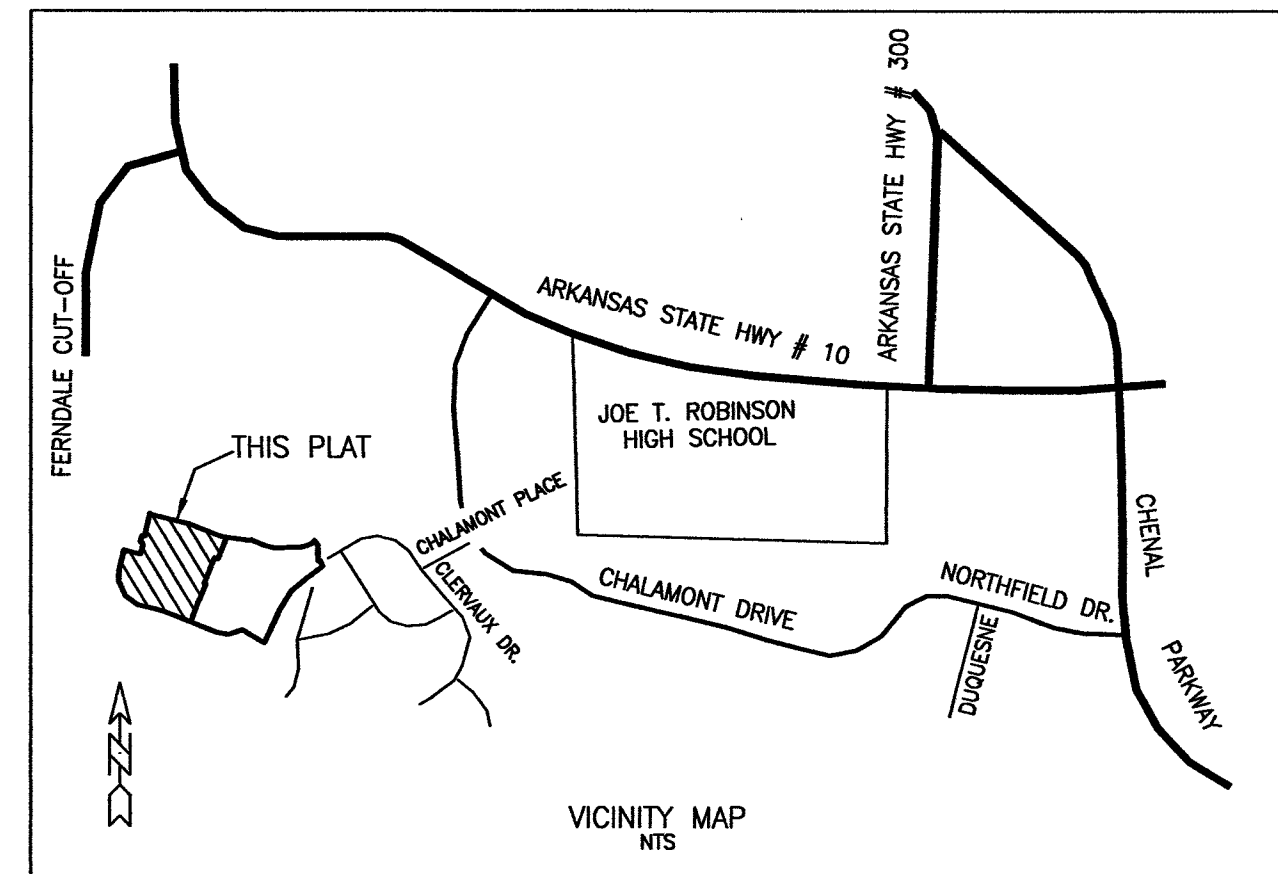 ARKANSAS STATE HWY # 300
FERNDALE CUT-OFF
ARKANSAS STATE HWY # 10
JOE T. ROBINSON
HIGH SCHOOL
THIS PLAT
CHALAMONT PLACE
CLERVAUX DR.
CHALAMONT DRIVE
NORTHFIELD DR.
DUQUESNE
CHENAL
PARKWAY
N
VICINITY MAP
NTS